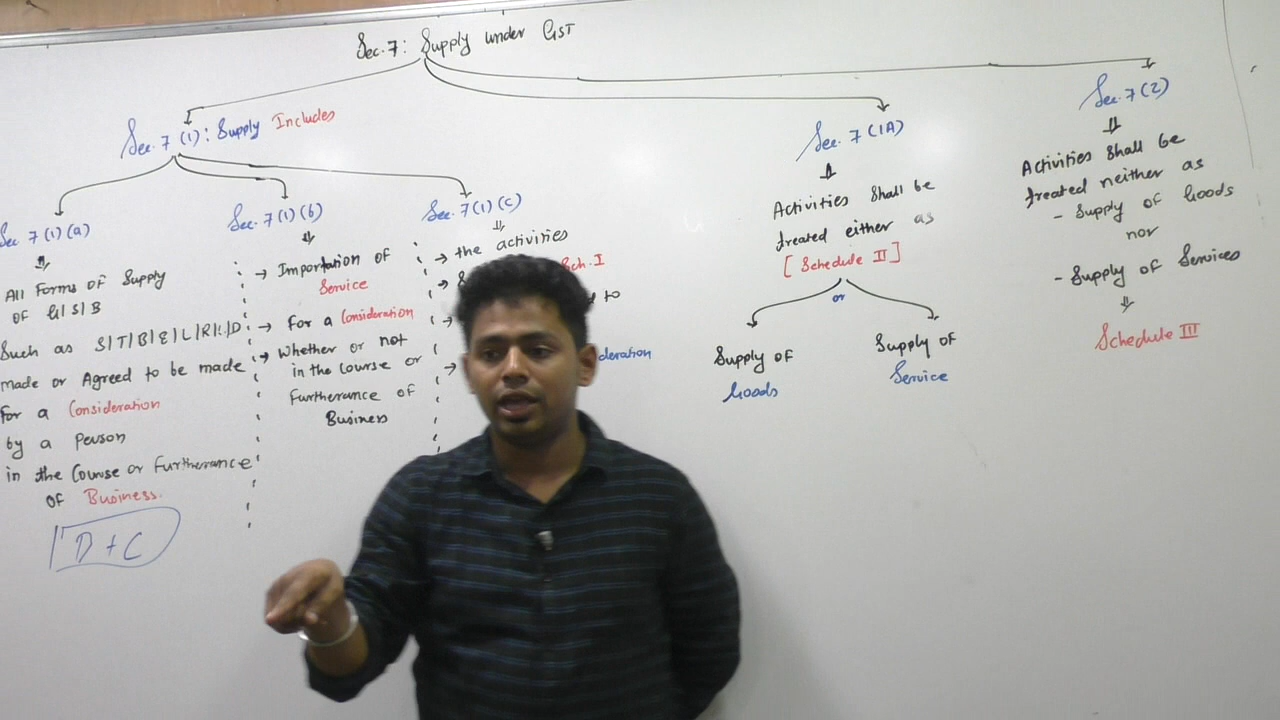 Sec. 7: Supply under GST
Sec. 7 (1): Supply Includes
Sec 7 (1) (a)
All Forms of Supply
OF G/S/B
Such as S/T/B/E/L/R/L/D
made or Agreed to be made
For a Consideration
by a Person
in the Course or Furtherance
OF Business.
D + C
Sec. 7 (1) (b)
→ Importation of
Service
→ For a Consideration
→ Whether or not
in the Course or
Furtherance OF
Business
Sec. 7 (1) (c)
→ the activities
Sch. I
to
deration
Sec. 7 (1A)
Activities Shall be
treated either as
[ Schedule II ]
or
Supply of
Goods
Supply of
Service
Sec. 7 (2)
Activities Shall be
treated neither as
- Supply of Goods
nor
- Supply of Services
Schedule III